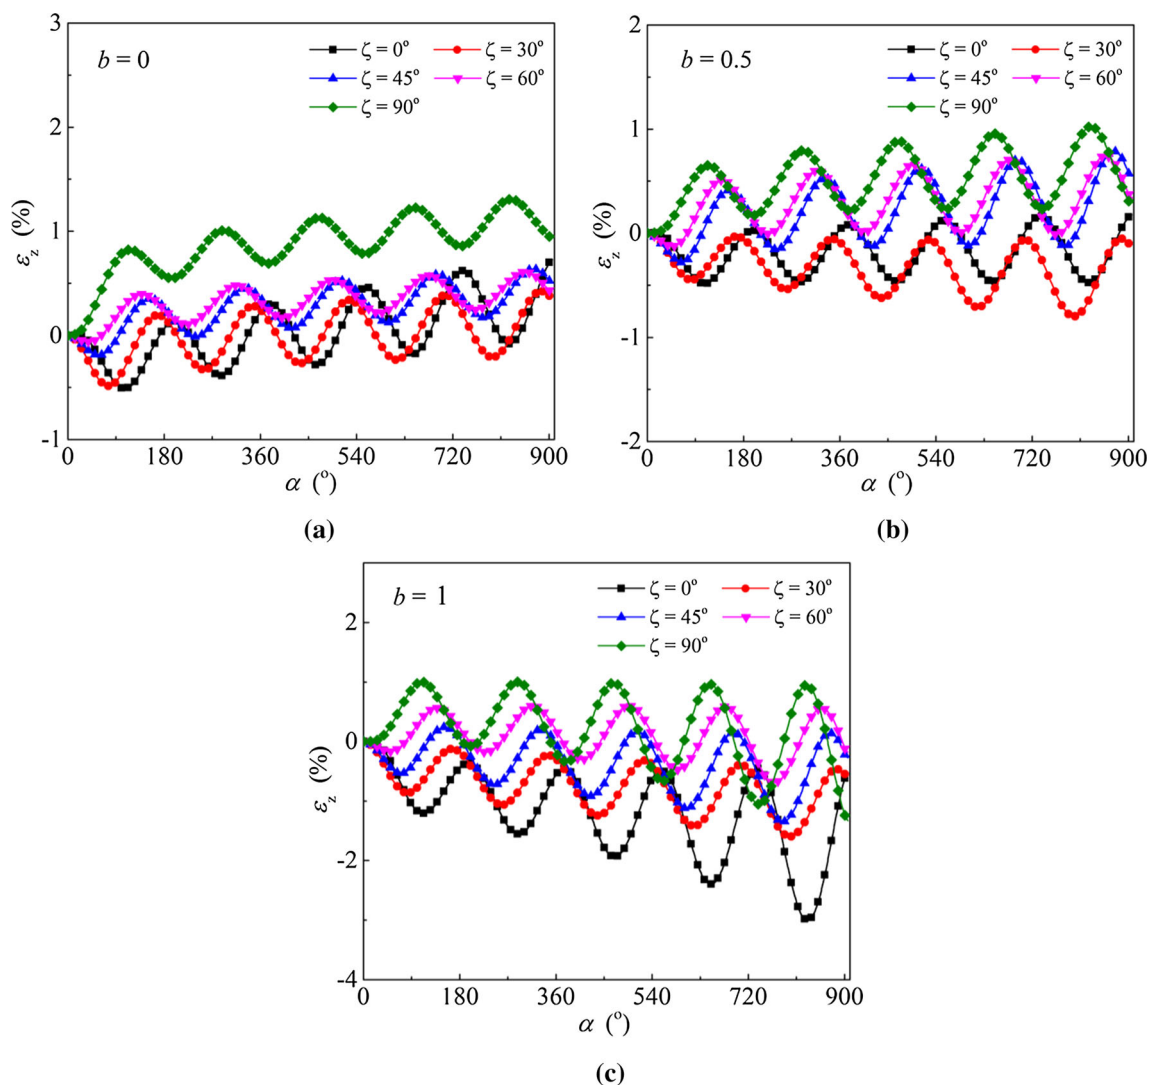 b = 0
ζ = 0° ζ = 30°
ζ = 45° ζ = 60°
ζ = 90°
εz (%)
3
2
1
0
-1
0 180 360 540 720 900
α (°)
(a)
b = 0.5
ζ = 0° ζ = 30°
ζ = 45° ζ = 60°
ζ = 90°
εz (%)
2
1
0
-1
-2
0 180 360 540 720 900
α (°)
(b)
b = 1
ζ = 0° ζ = 30°
ζ = 45° ζ = 60°
ζ = 90°
εz (%)
2
0
-2
-4
0 180 360 540 720 900
α (°)
(c)